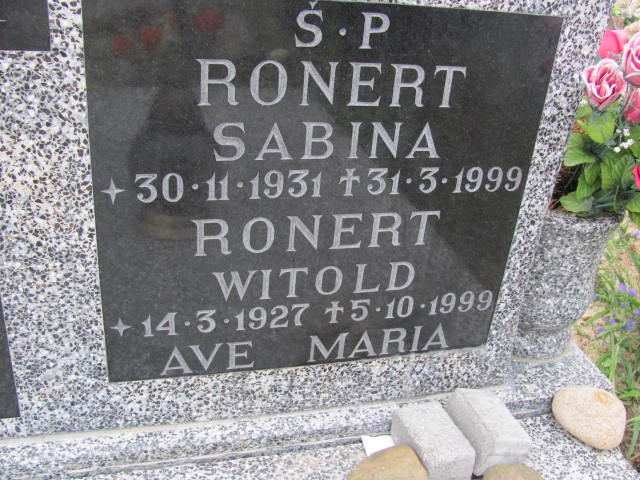 Ś.P
RONERT
SABINA
✦ 30.11.1931 ✝ 31.3.1999
RONERT
WITOLD
✦ 14.3.1927 ✝ 5.10.1999
AVE MARIA